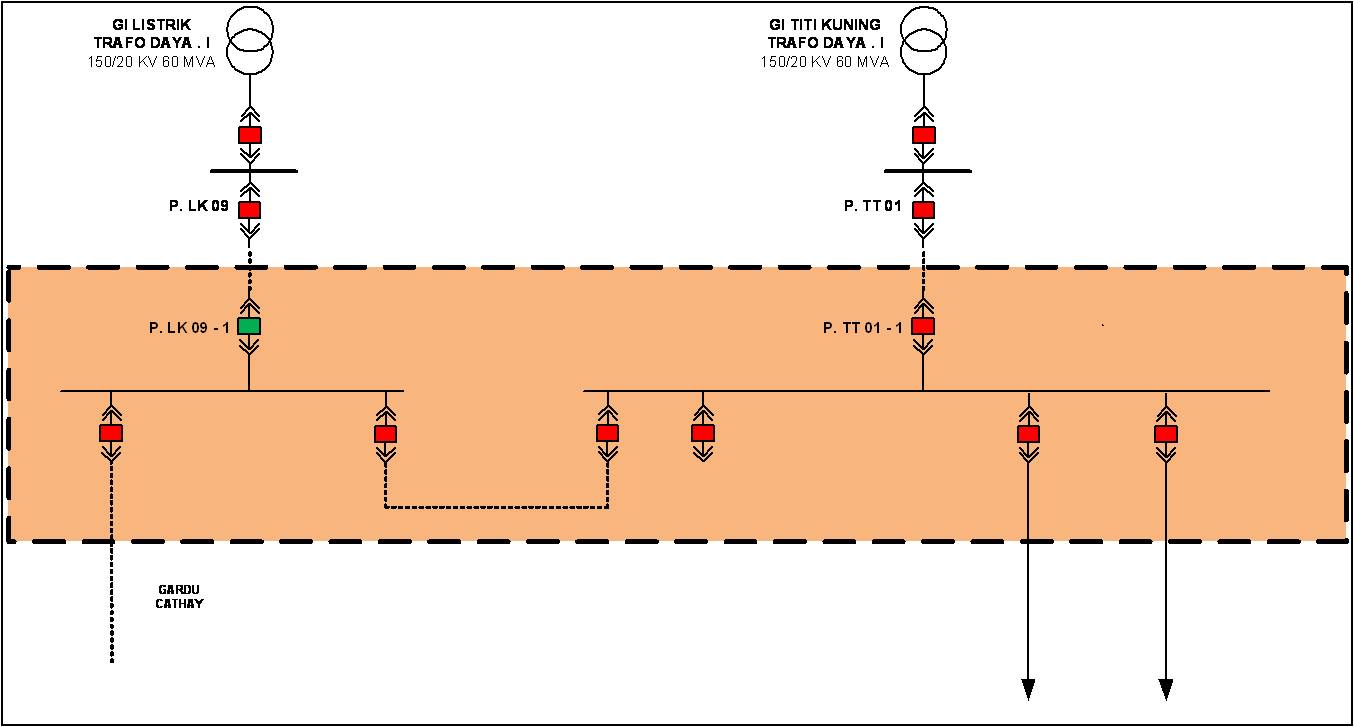 GI LISTRIK
TRAFO DAYA . I
150/20 KV 60 MVA
GI TITI KUNING
TRAFO DAYA . I
150/20 KV 60 MVA
P. LK 09
P. TT 01
P. LK 09 - 1
P. TT 01 - 1
GARDU
CATHAY